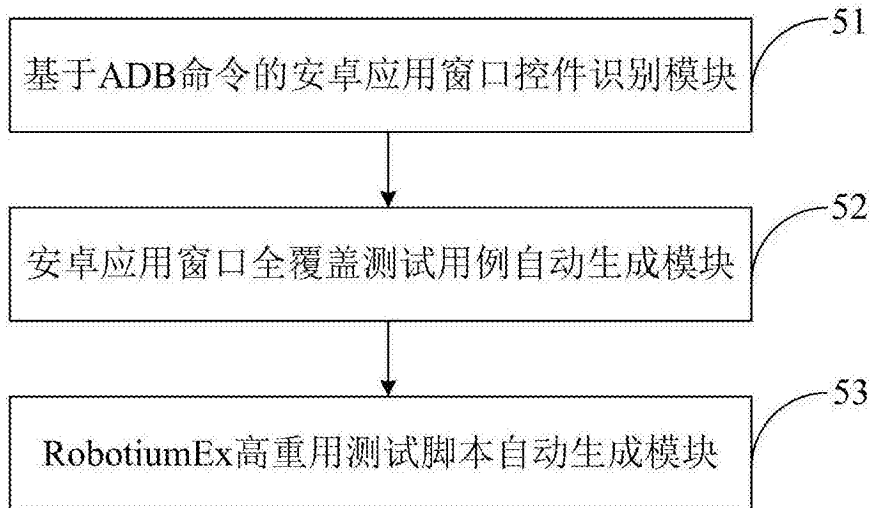 51
基于ADB命令的安卓应用窗口控件识别模块
52
安卓应用窗口全覆盖测试用例自动生成模块
53
RobotiumEx高重用测试脚本自动生成模块